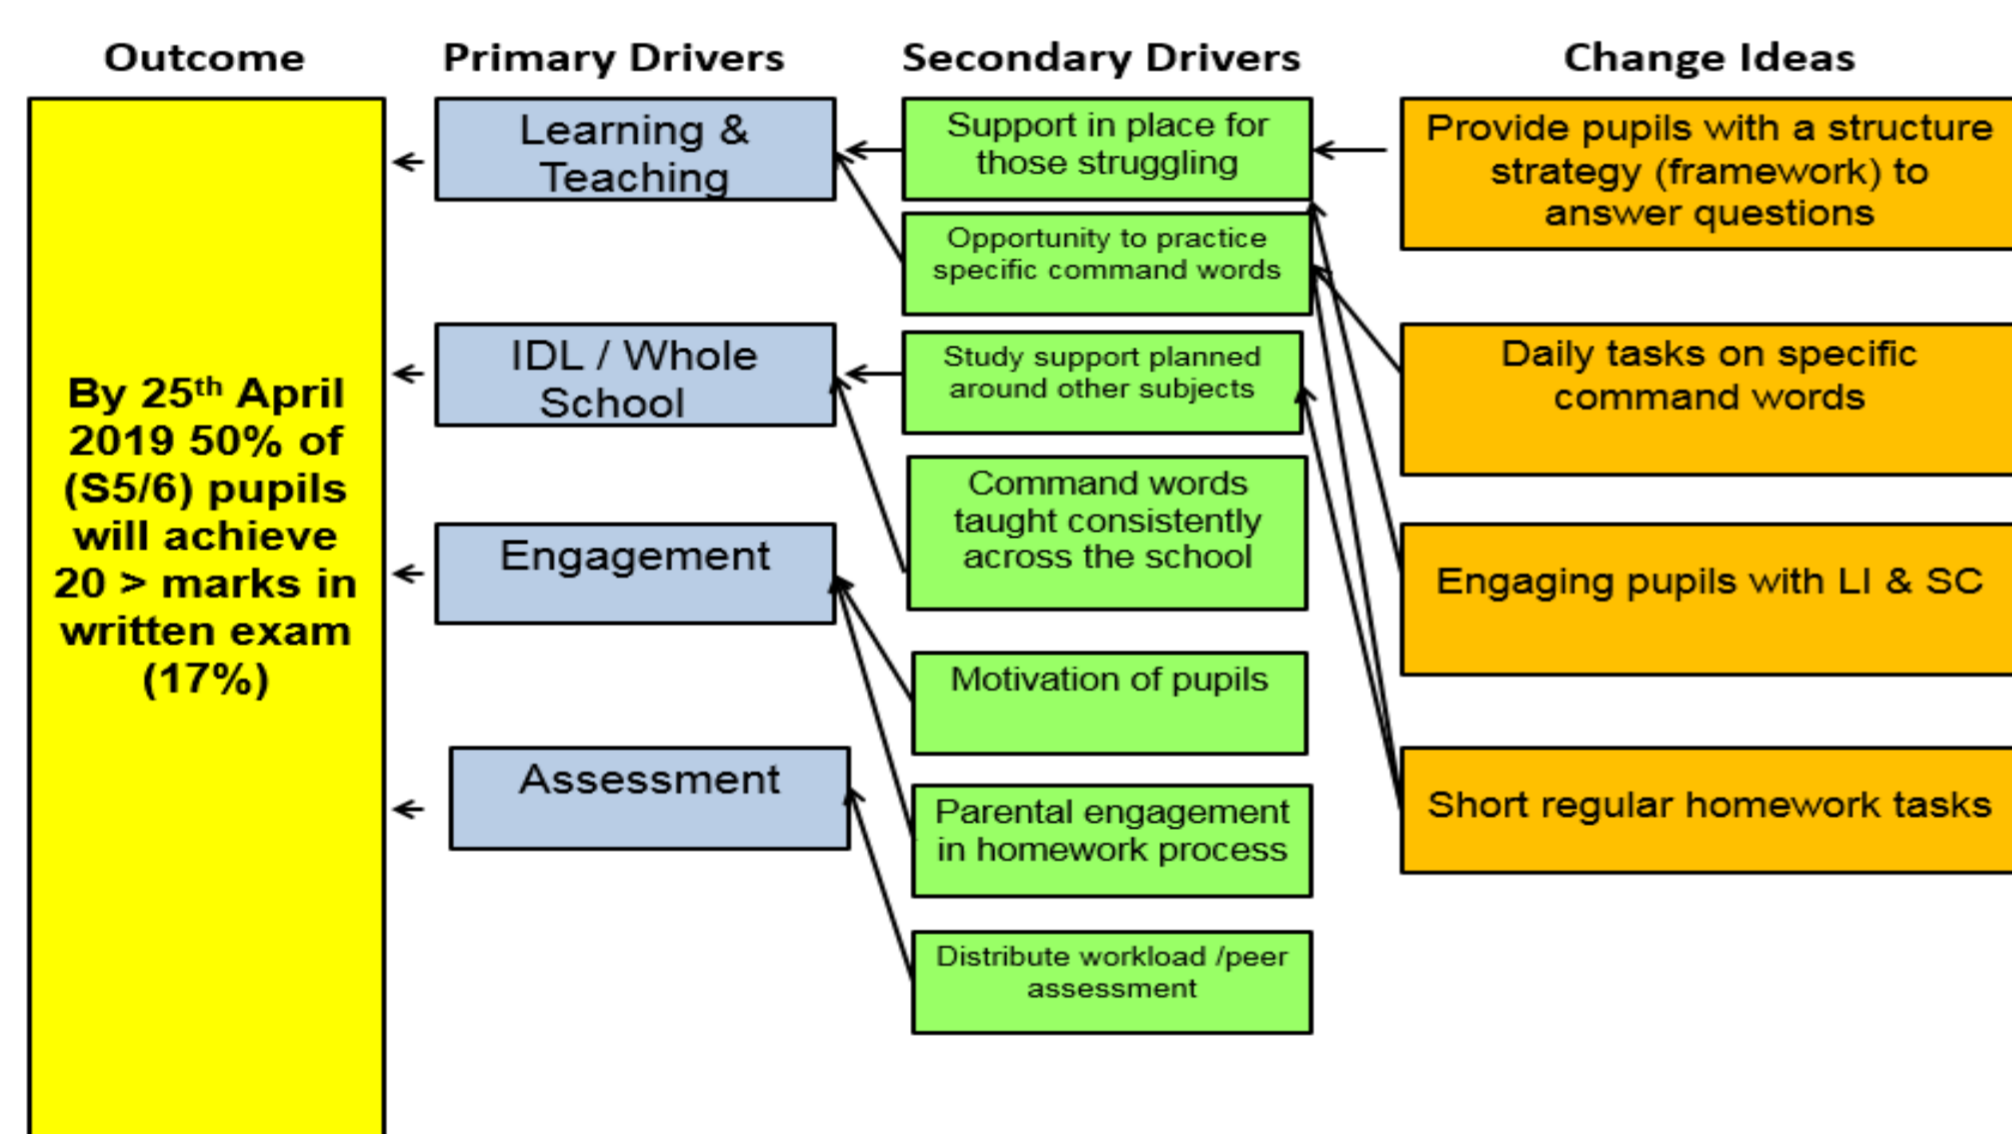 Outcome
Primary Drivers
Secondary Drivers
Change Ideas
By 25th April
2019 50% of
(S5/6) pupils
will achieve
20 > marks in
written exam
(17%)
Learning &
Teaching
IDL / Whole
School
Engagement
Assessment
Support in place for
those struggling
Opportunity to practice
specific command words
Study support planned
around other subjects
Command words
taught consistently
across the school
Motivation of pupils
Parental engagement
in homework process
Distribute workload /peer
assessment
Provide pupils with a structure
strategy (framework) to
answer questions
Daily tasks on specific
command words
Engaging pupils with LI & SC
Short regular homework tasks